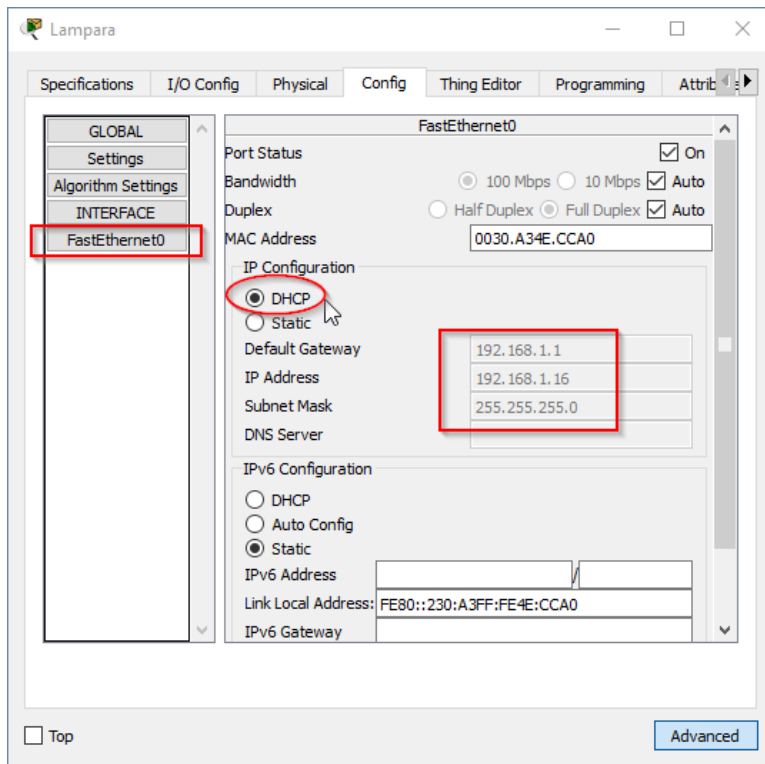 Lampara
Specifications I/O Config Physical Config Thing Editor Programming
GLOBAL
Settings
Algorithm Settings
INTERFACE
FastEthernet0
FastEthernet0
Port Status On
Bandwidth 100 Mbps 10 Mbps Auto
Duplex Half Duplex Full Duplex Auto
MAC Address 0030.A34E.CCA0
IP Configuration
DHCP
Static
Default Gateway 192.168.1.1
IP Address 192.168.1.16
Subnet Mask 255.255.255.0
DNS Server
IPv6 Configuration
DHCP
Auto Config
Static
IPv6 Address /
Link Local Address: FE80::230:A3FF:FE4E:CCA0
IPv6 Gateway
Top Advanced